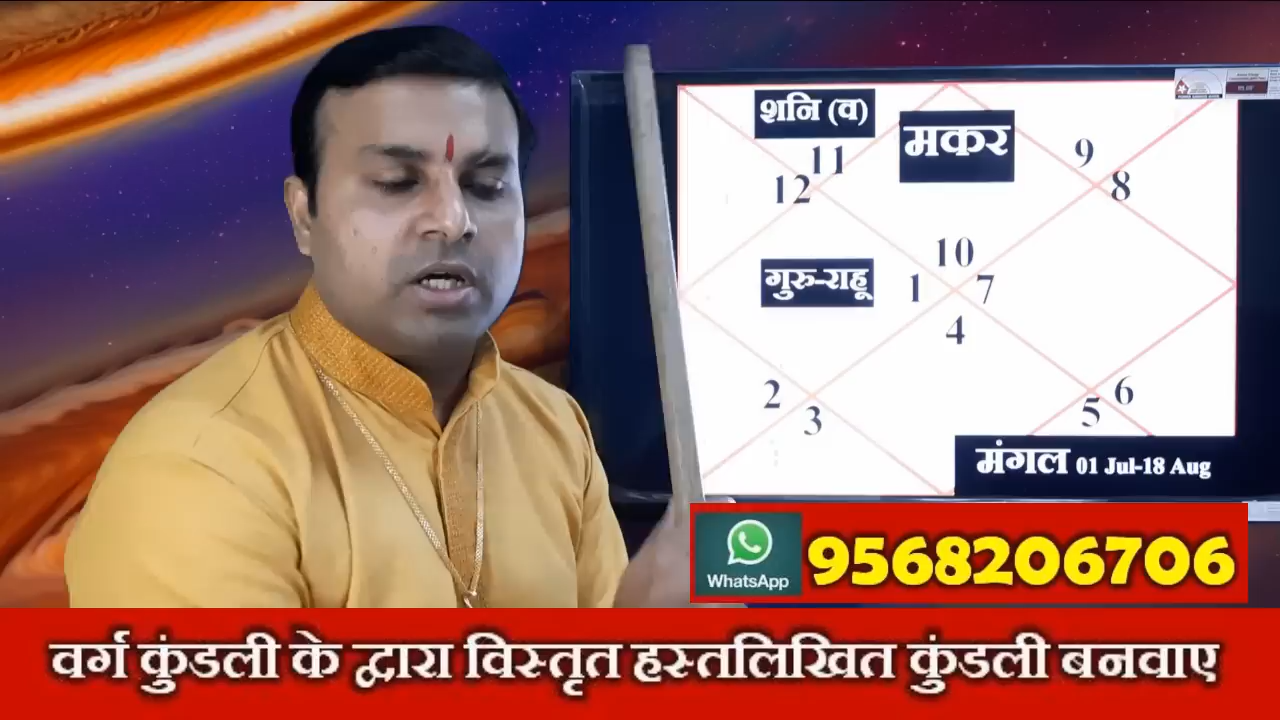 शनि (व)
मकर
11
12
9
8
10
गुरु-राहू
1
7
4
2
3
6
5
मंगल 01 Jul-18 Aug
WhatsApp
9568206706
वर्ग कुंडली के द्वारा विस्तृत हस्तलिखित कुंडली बनवाए